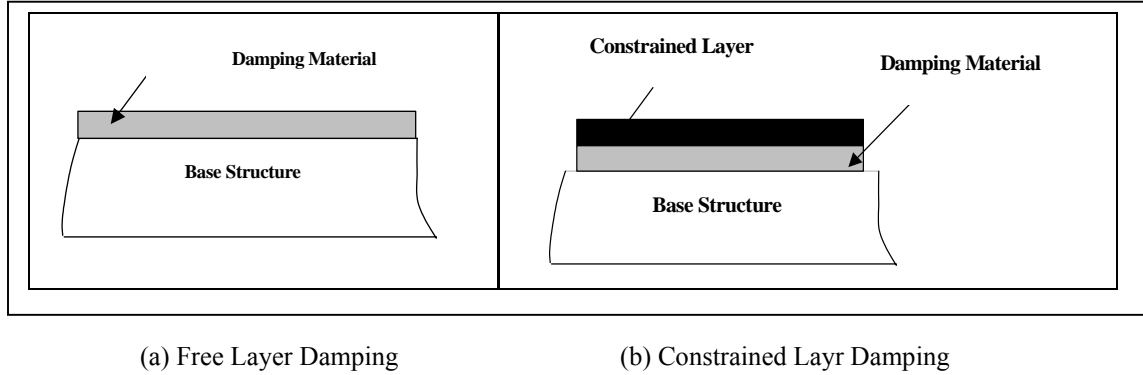 Damping Material
Base Structure
Constrained Layer
Damping Material
Base Structure
(a) Free Layer Damping
(b) Constrained Layr Damping